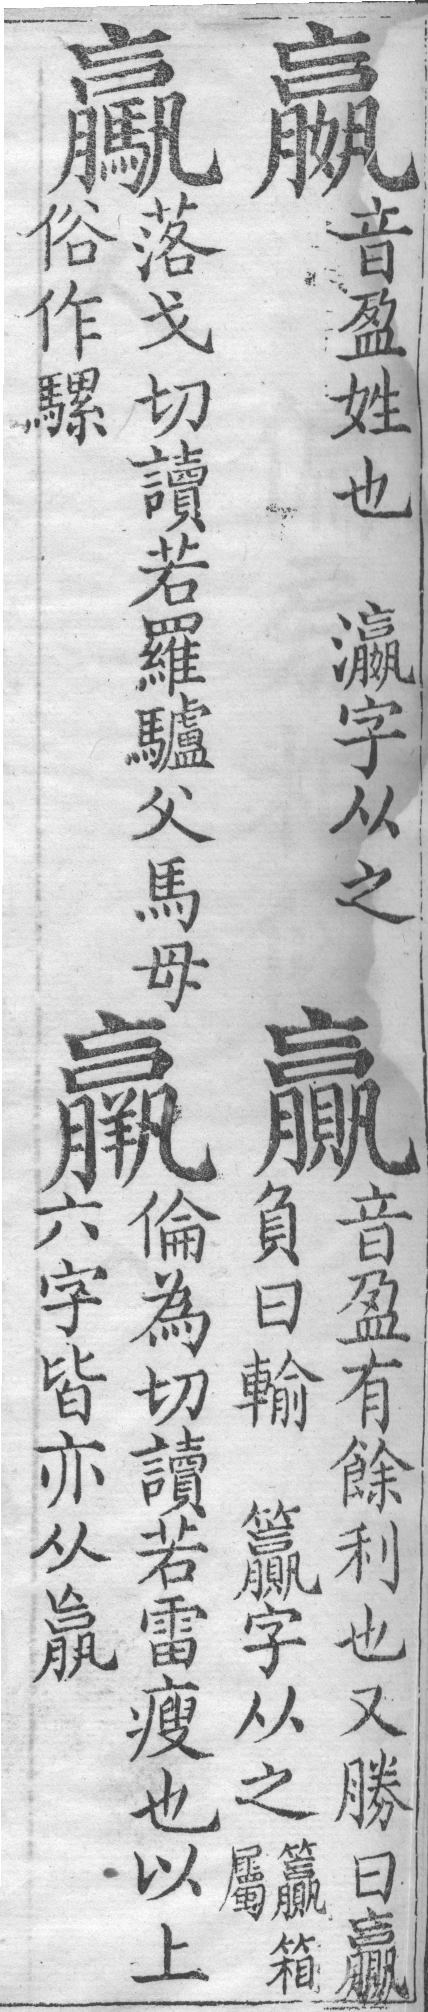 嬴
音盈姓也　瀛字从之
贏
音盈有餘利也又勝曰贏
負曰輸　籯字从之籯箱
屬
驘
落戈切讀若羅驢父馬母
俗作騾
羸
倫為切讀若雷瘦也以上
六字皆亦从𣎆